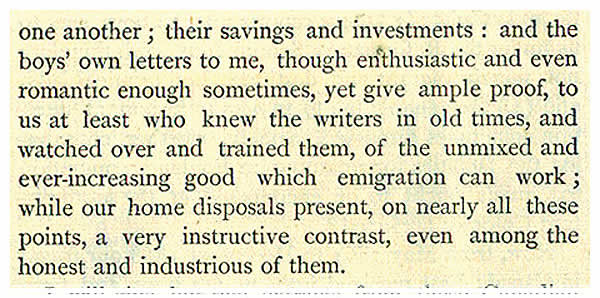 one another ; their savings and investments : and the
boys' own letters to me, though enthusiastic and even
romantic enough sometimes, yet give ample proof, to
us at least who knew the writers in old times, and
watched over and trained them, of the unmixed and
ever-increasing good which emigration can work ;
while our home disposals present, on nearly all these
points, a very instructive contrast, even among the
honest and industrious of them.